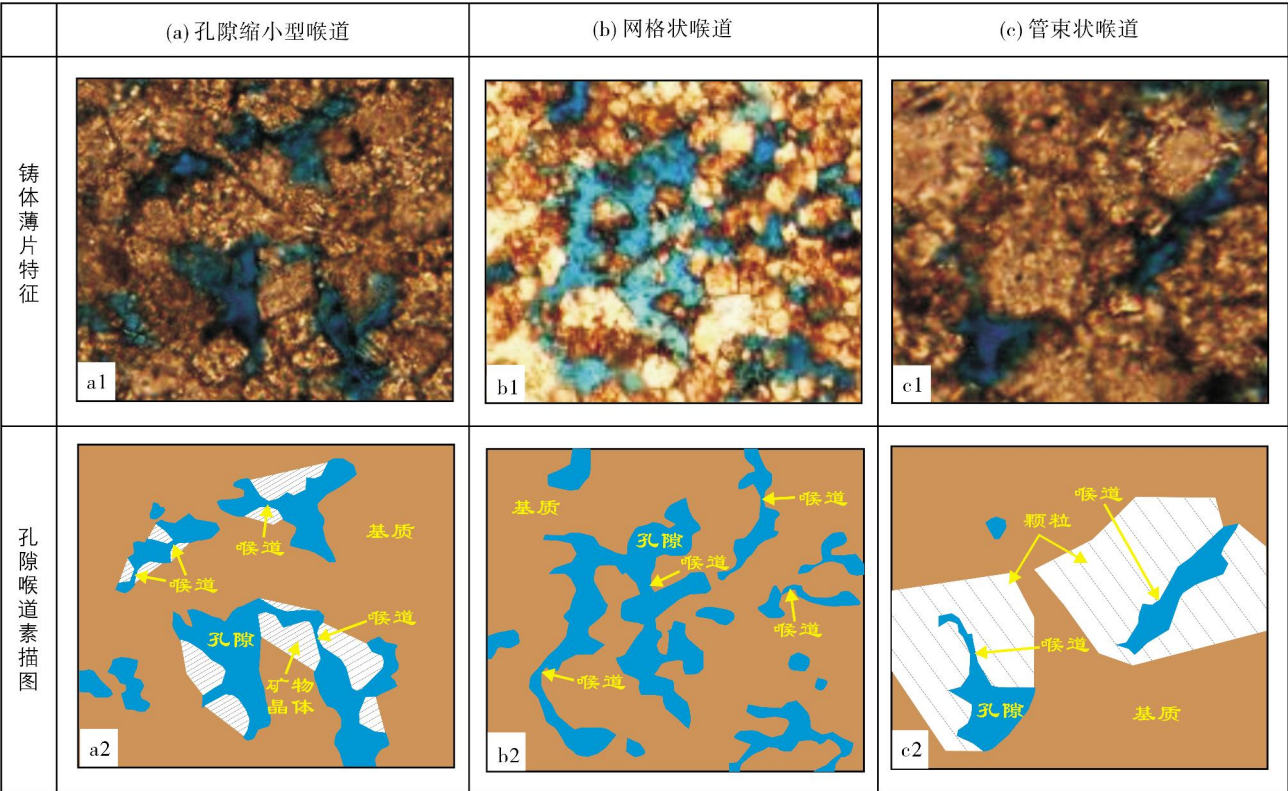 (a) 孔隙缩小型喉道
(b) 网格状喉道
(c) 管束状喉道
铸体薄片特征
a1
b1
c1
孔隙喉道素描图
基质
喉道
喉道
喉道
孔隙
矿物
晶体
a2
基质
喉道
孔隙
喉道
喉道
喉道
b2
喉道
颗粒
喉道
孔隙
基质
c2